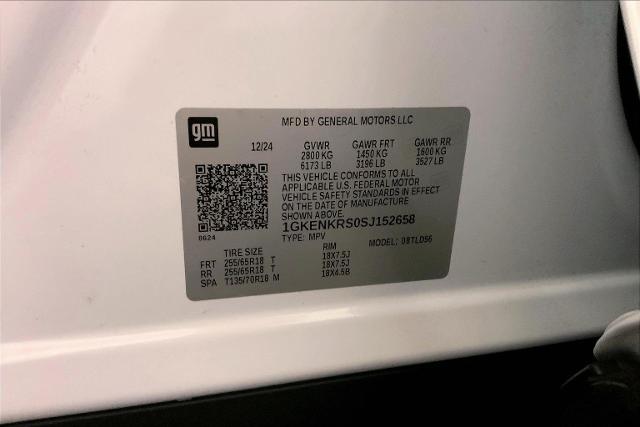 gm
MFD BY GENERAL MOTORS LLC
12/24 GVWR GAWR FRT GAWR RR
2800 KG 1450 KG 1600 KG
6173 LB 3196 LB 3527 LB
THIS VEHICLE CONFORMS TO ALL
APPLICABLE U.S. FEDERAL MOTOR
VEHICLE SAFETY STANDARDS IN EFFECT
ON THE DATE OF MANUFACTURE
SHOWN ABOVE.
1GKENKRS0SJ152658
0624
TYPE: MPV MODEL: 08TLD56
TIRE SIZE RIM
FRT 255/65R18 T 18X7.5J
RR 255/65R18 T 18X7.5J
SPA T135/70R18 M 18X4.5B